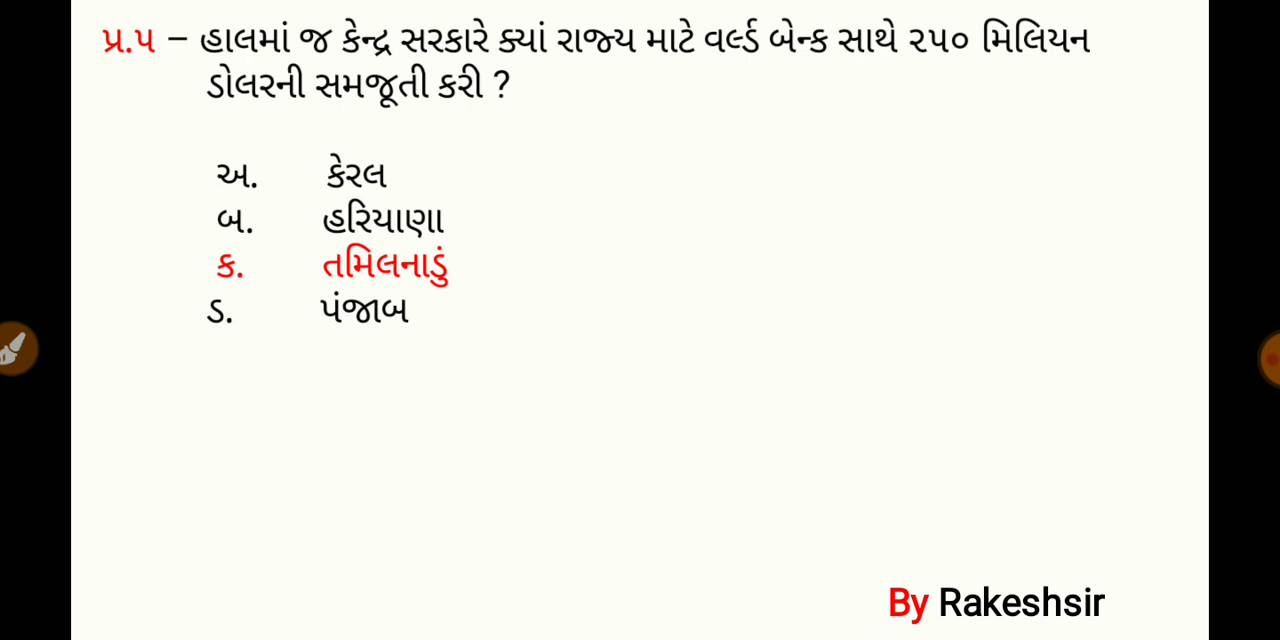 પ્ર.૫ – હાલમાં જ કેન્દ્ર સરકારે ક્યાં રાજ્ય માટે વર્લ્ડ બેન્ક સાથે ૨૫૦ મિલિયન
ડોલરની સમજૂતી કરી ?
અ. કેરલ
બ. હરિયાણા
ક. તમિલનાડું
ડ. પંજાબ
By Rakeshsir